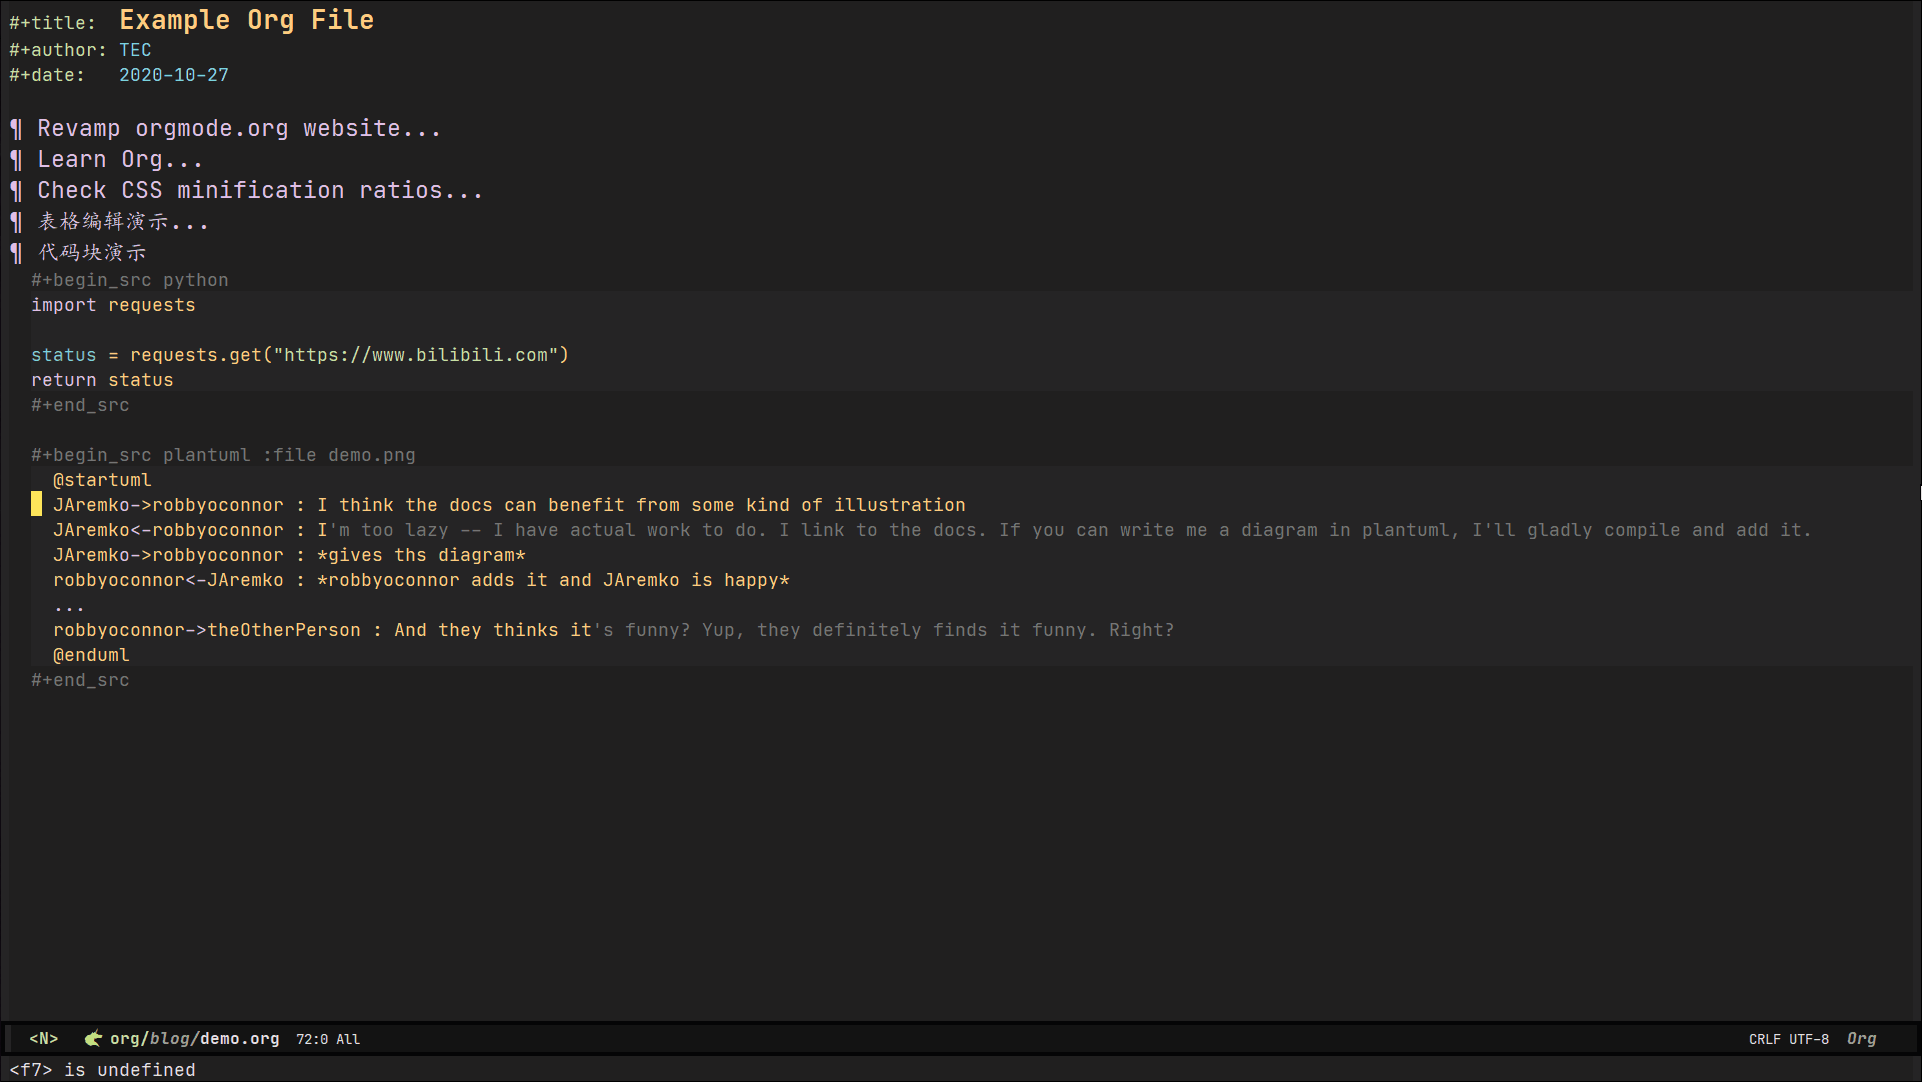 #+title:  Example Org File
#+author: TEC
#+date:   2020-10-27
¶ Revamp orgmode.org website...
¶ Learn Org...
¶ Check CSS minification ratios...
¶ 表格编辑演示...
¶ 代码块演示
#+begin_src python
import requests
status = requests.get("https://www.bilibili.com")
return status
#+end_src
#+begin_src plantuml :file demo.png
@startuml
JAremko->robbyoconnor : I think the docs can benefit from some kind of illustration
JAremko<-robbyoconnor : I'm too lazy -- I have actual work to do. I link to the docs. If you can write me a diagram in plantuml, I'll gladly compile and add it.
JAremko->robbyoconnor : *gives ths diagram*
robbyoconnor<-JAremko : *robbyoconnor adds it and JAremko is happy*
...
robbyoconnor->theOtherPerson : And they thinks it's funny? Yup, they definitely finds it funny. Right?
@enduml
#+end_src
<N> org/blog/demo.org 72:0 All CRLF UTF-8 Org
<f7> is undefined